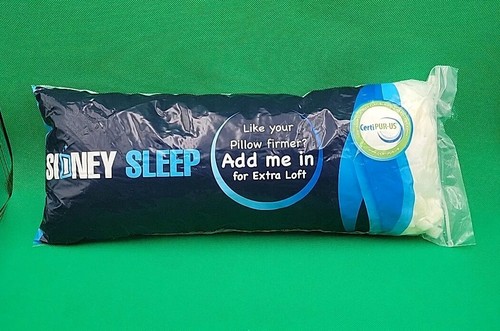 SIDNEY SLEEP
Like your
Pillow firmer?
Add me in
for Extra Loft
CertiPUR-US